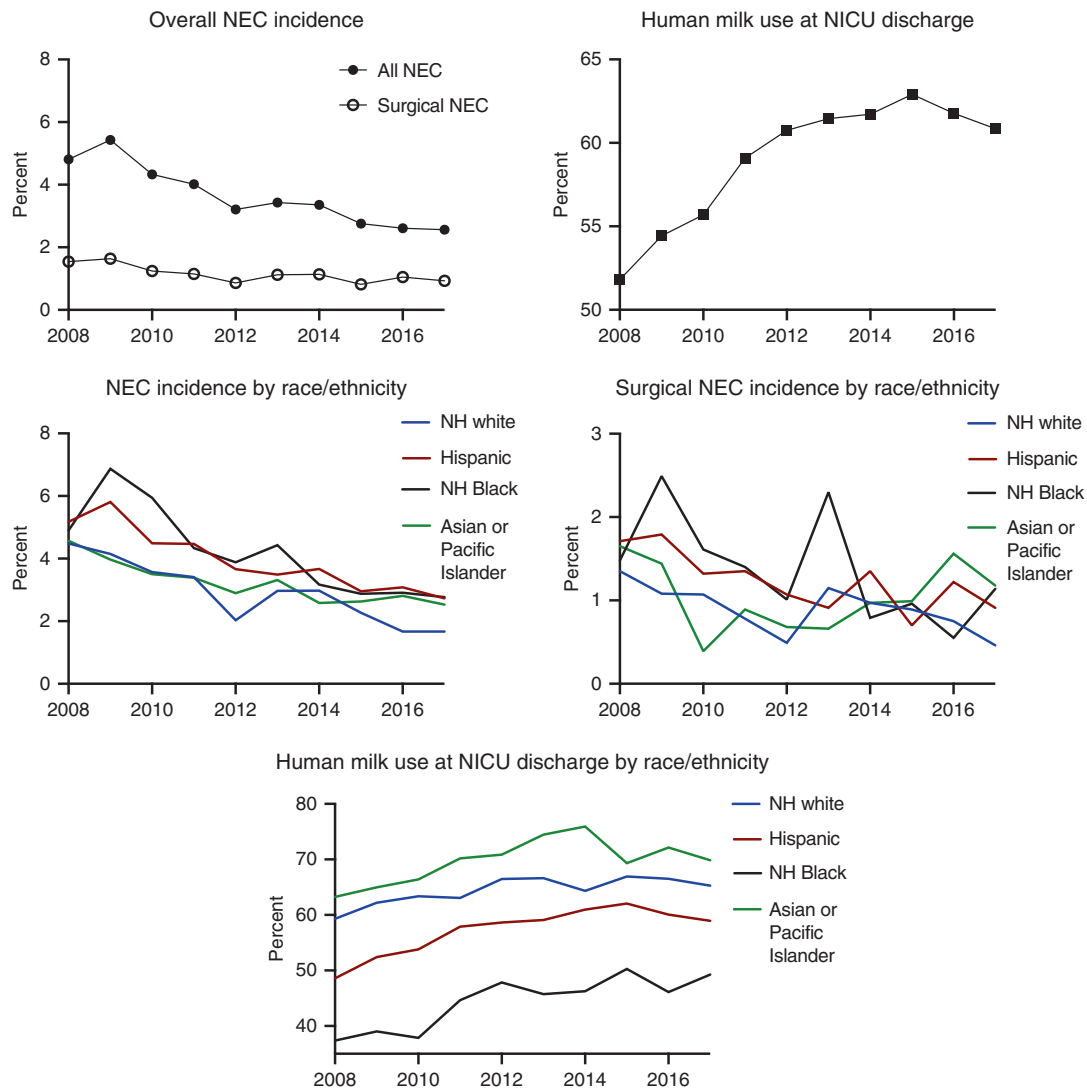 Overall NEC incidence
8
6
4
2
0
Percent
All NEC
Surgical NEC
2008
2010
2012
2014
2016
Human milk use at NICU discharge
65
60
55
50
Percent
2008
2010
2012
2014
2016
NEC incidence by race/ethnicity
8
6
4
2
0
Percent
NH white
Hispanic
NH Black
Asian or
Pacific
Islander
2008
2010
2012
2014
2016
Surgical NEC incidence by race/ethnicity
3
2
1
0
Percent
NH white
Hispanic
NH Black
Asian or
Pacific
Islander
2008
2010
2012
2014
2016
Human milk use at NICU discharge by race/ethnicity
80
70
60
50
40
Percent
NH white
Hispanic
NH Black
Asian or
Pacific
Islander
2008
2010
2012
2014
2016